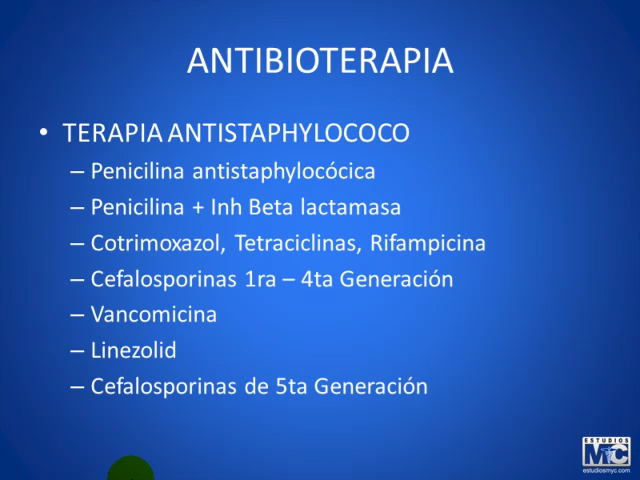 ANTIBIOTERAPIA
• TERAPIA ANTISTAPHYLOCOCO
– Penicilina antistaphylocócica
– Penicilina + Inh Beta lactamasa
– Cotrimoxazol, Tetraciclinas, Rifampicina
– Cefalosporinas 1ra – 4ta Generación
– Vancomicina
– Linezolid
– Cefalosporinas de 5ta Generación
ESTUDIOS
MYC
estudiosmyc.com